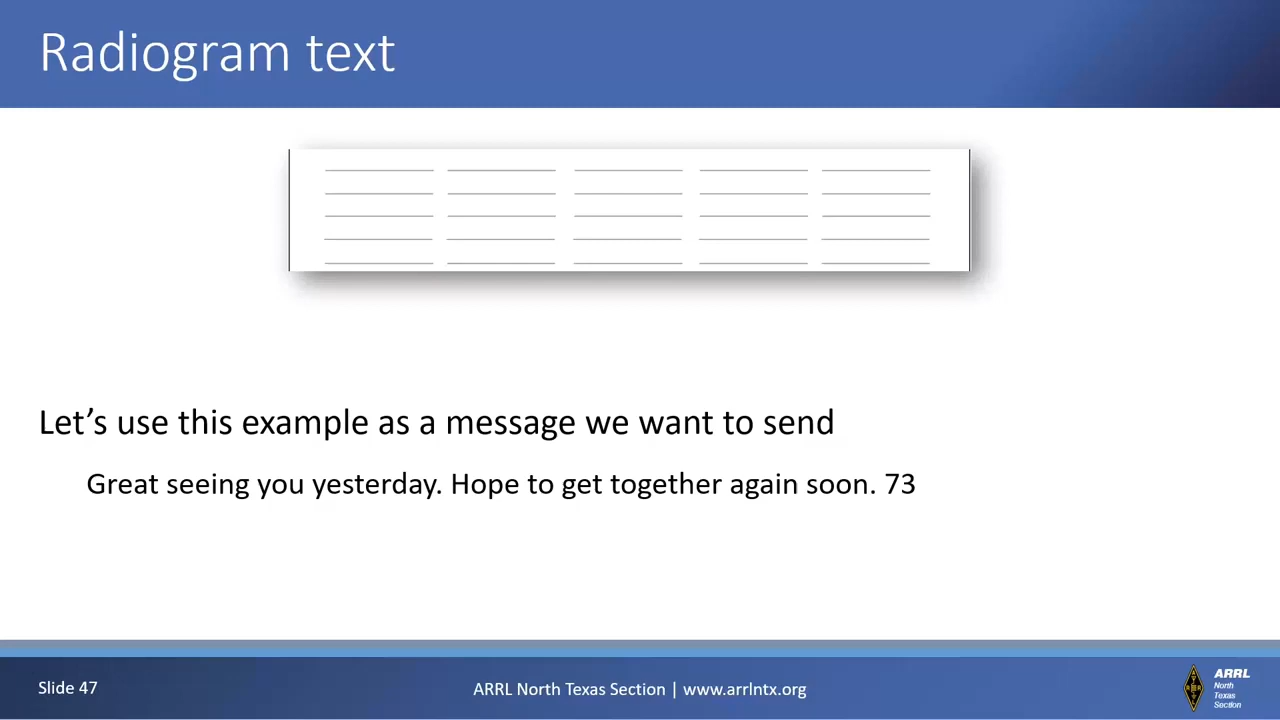 Radiogram text
Let’s use this example as a message we want to send
Great seeing you yesterday. Hope to get together again soon. 73
Slide 47
ARRL North Texas Section | www.arrlntx.org
ARRL
North
Texas
Section